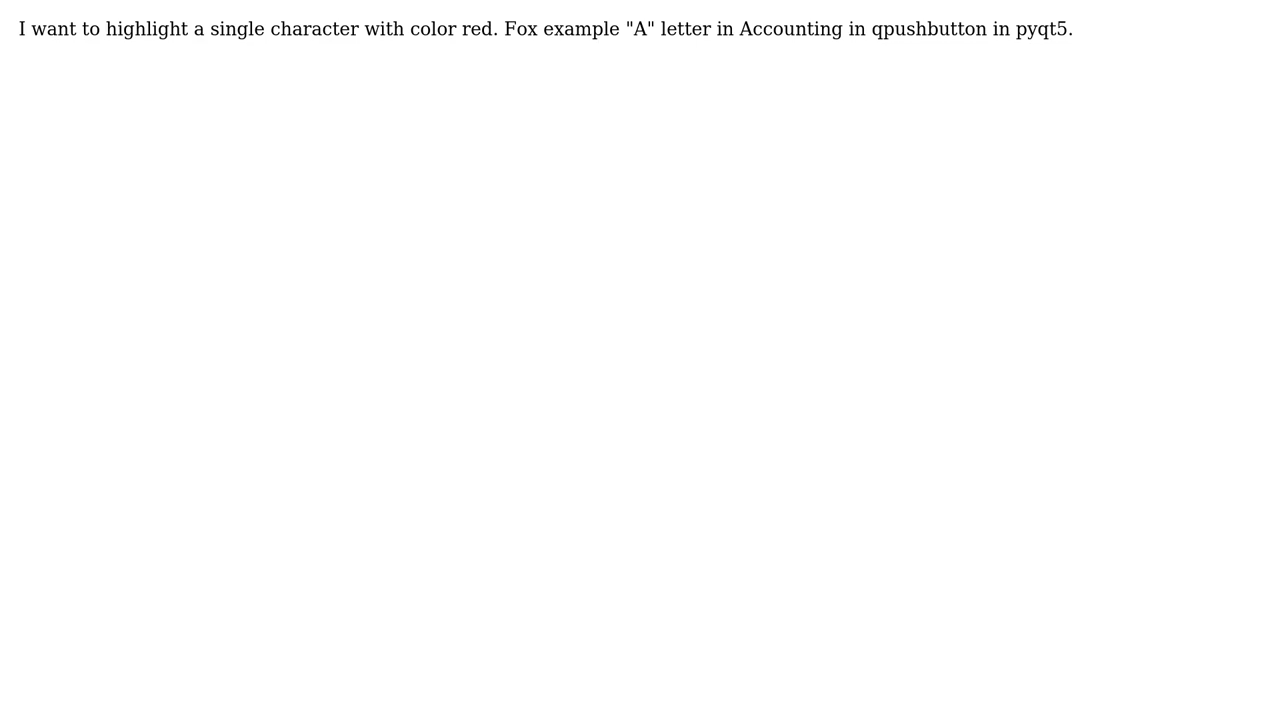 I want to highlight a single character with color red. Fox example "A" letter in Accounting in qpushbutton in pyqt5.